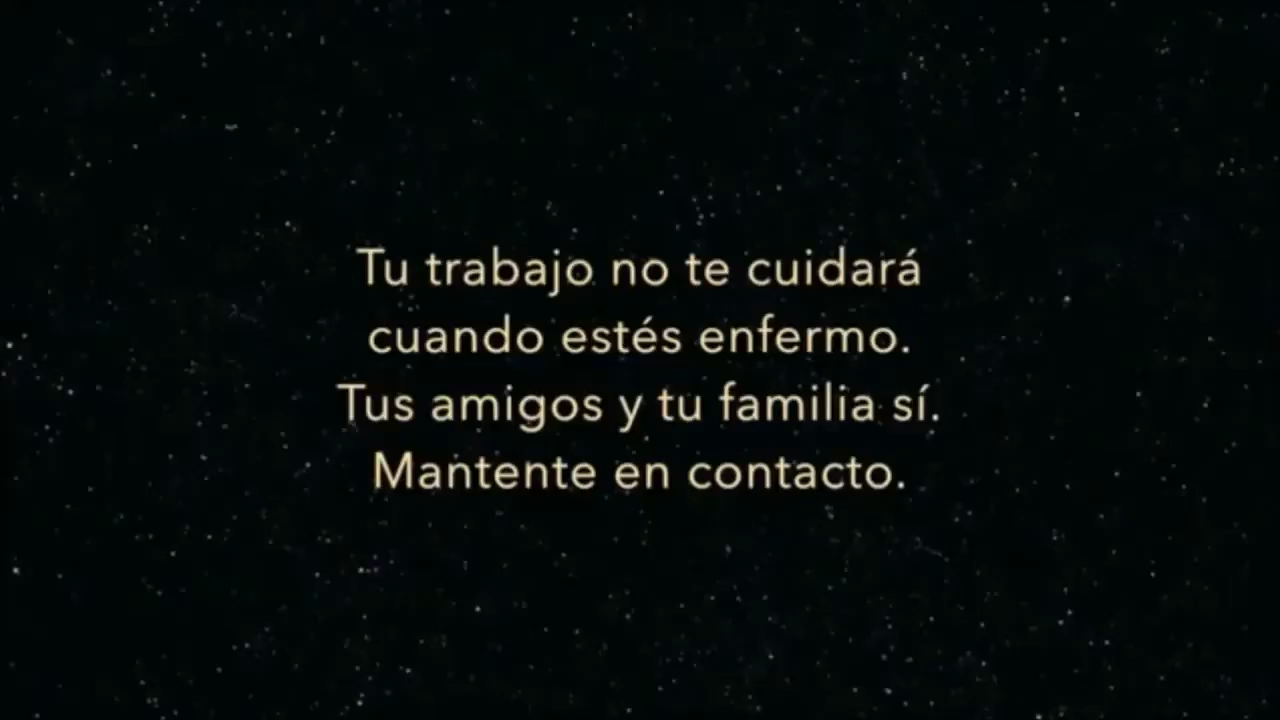 Tu trabajo no te cuidará
cuando estés enfermo.
Tus amigos y tu familia sí.
Mantente en contacto.